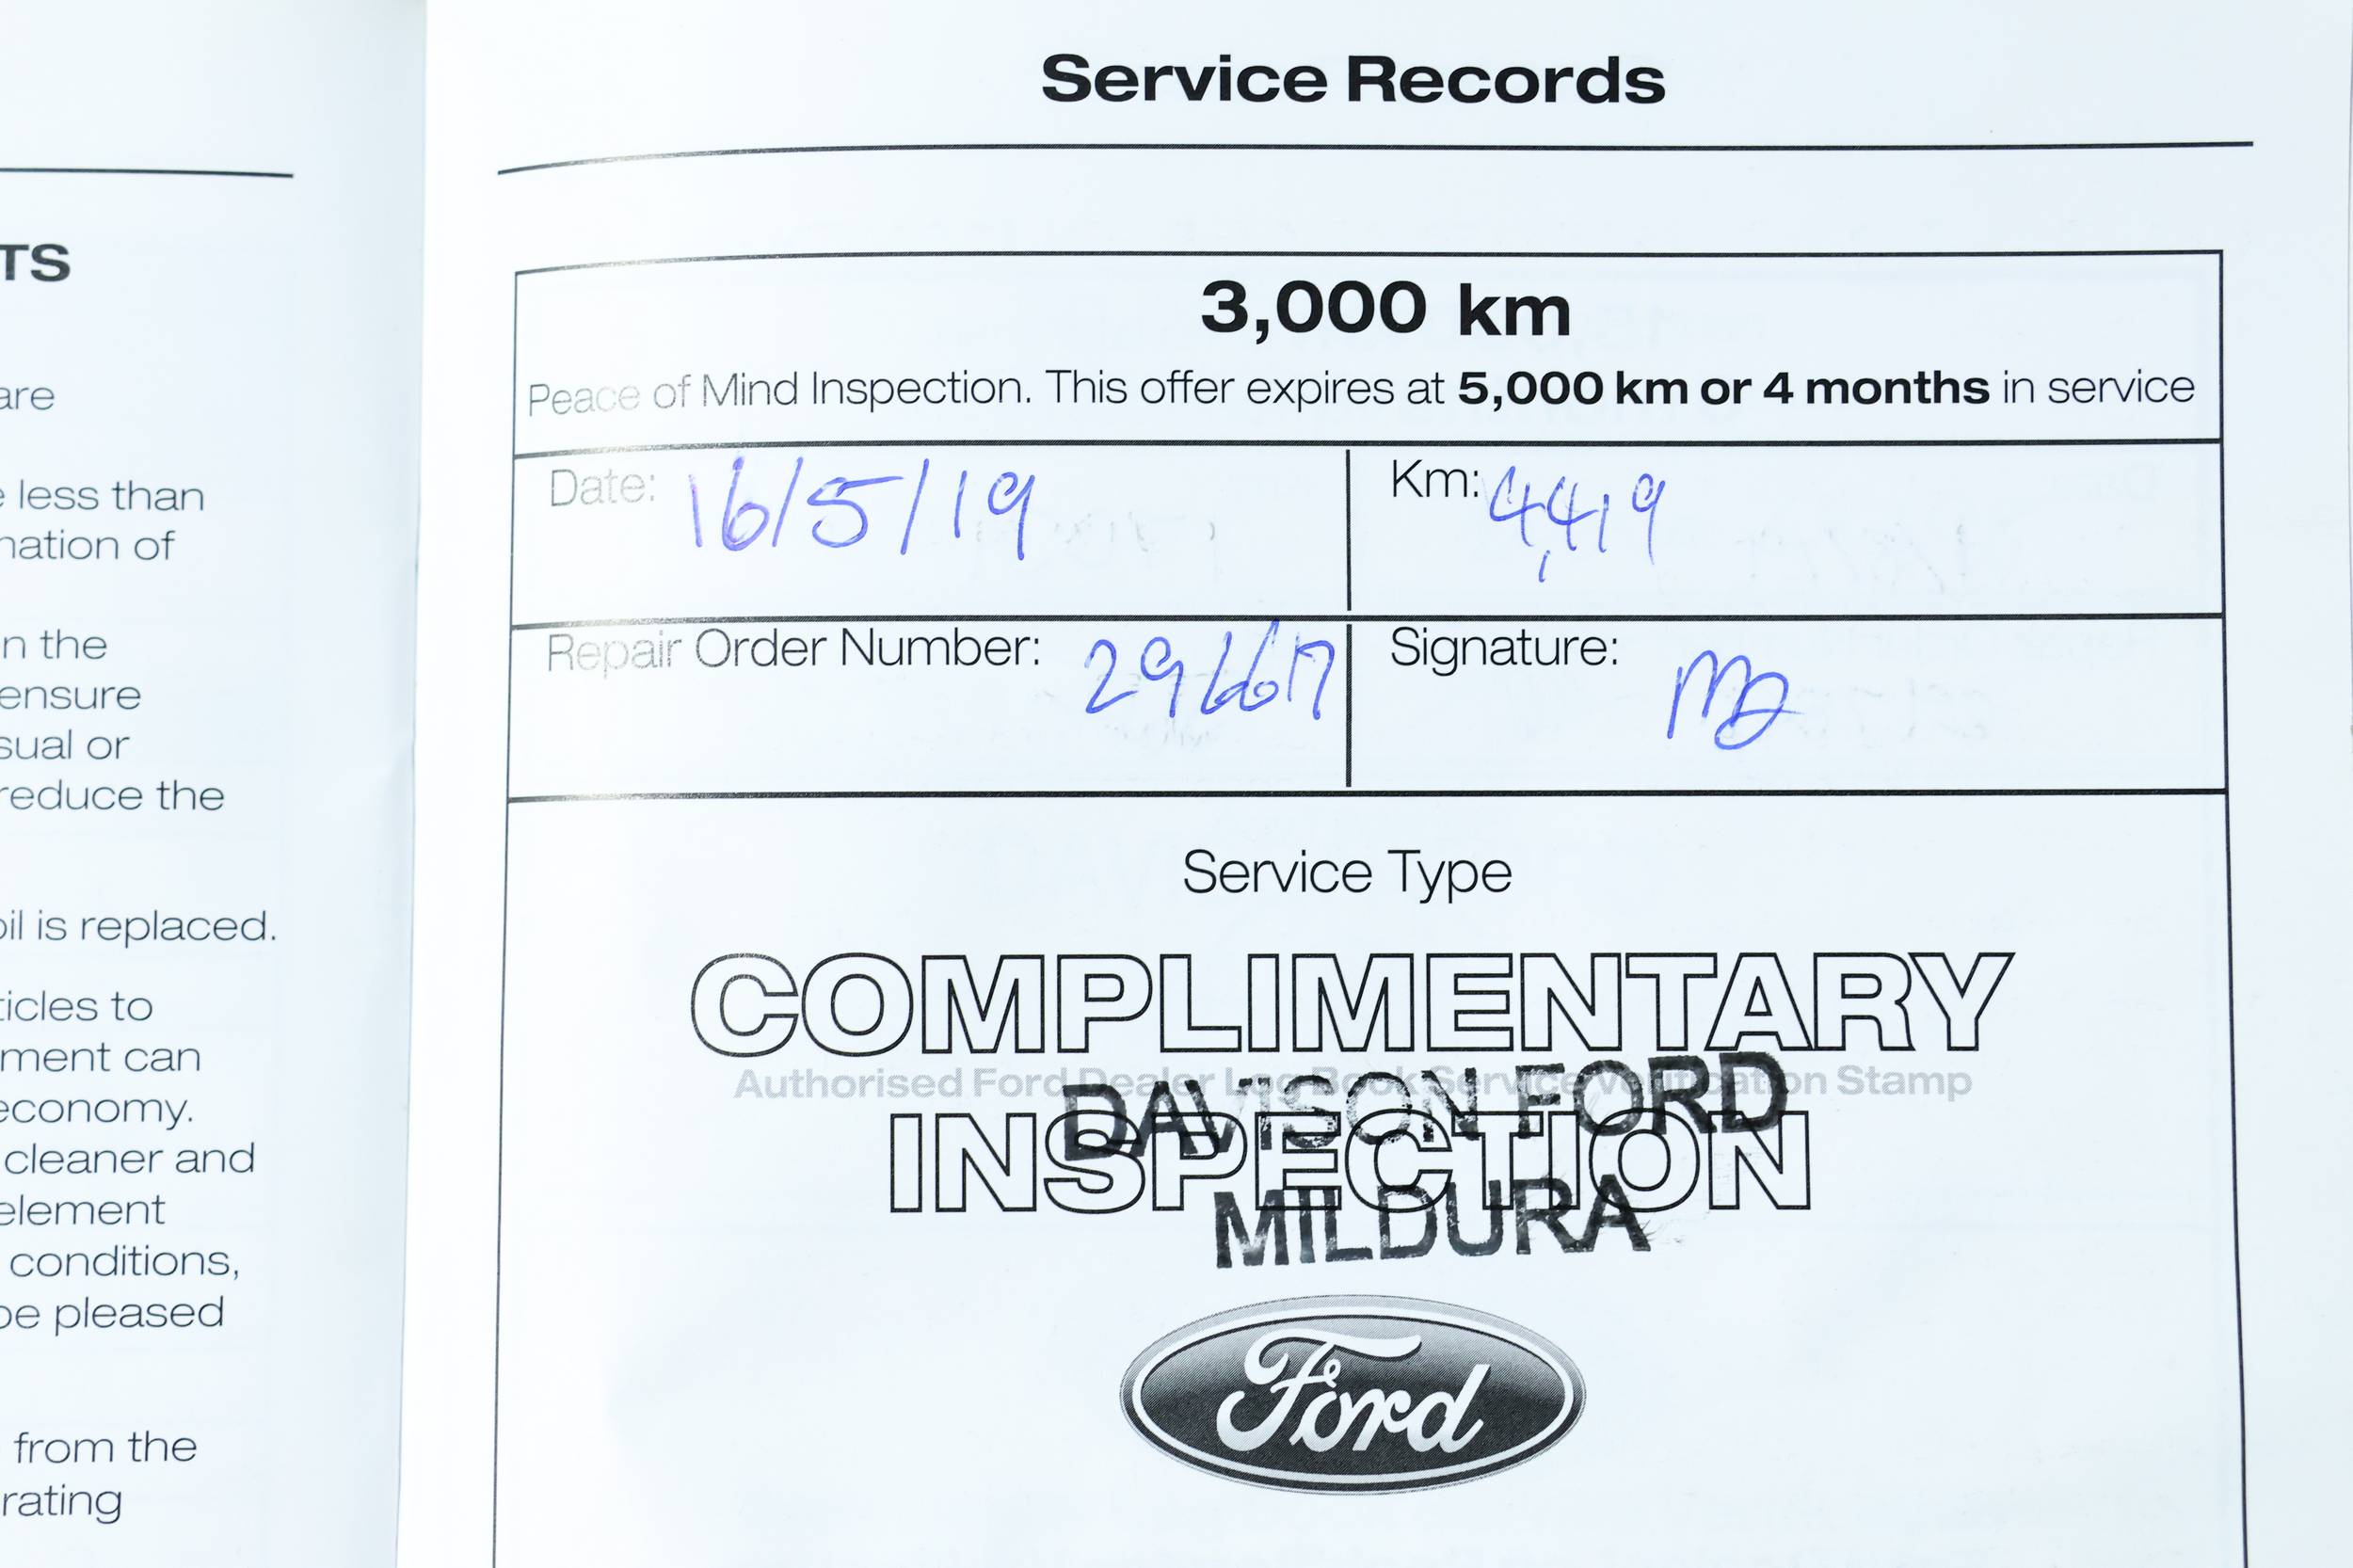 TS
are
less than
nation of
n the
ensure
sual or
reduce the
oil is replaced.
ticles to
ment can
economy.
cleaner and
element
conditions,
be pleased
from the
rating
Service Records
3,000 km
Peace of Mind Inspection. This offer expires at 5,000 km or 4 months in service
Date: 16/5/19
Km: 4,419
Repair Order Number:
Signature:
Service Type
COMPLIMENTARY
Authorised Ford Dealer Log Book Service Verification Stamp
DAVISON FORD
INSPECTION
MILDURA
Ford